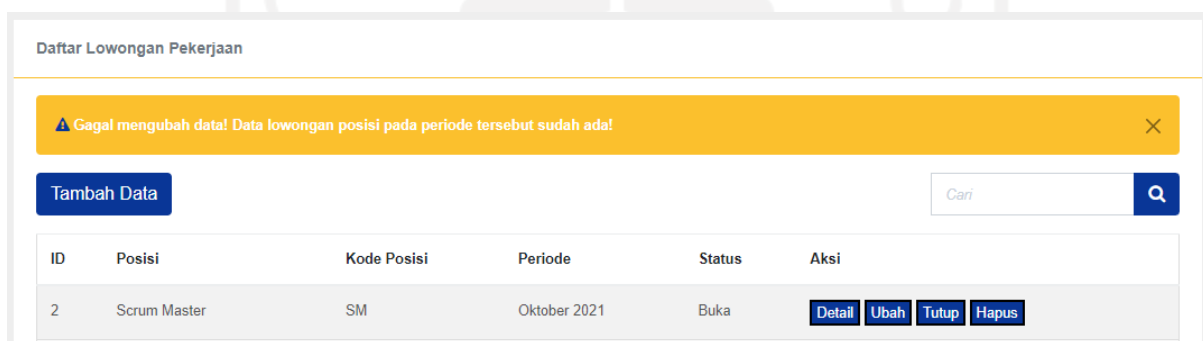 Daftar Lowongan Pekerjaan
Gagal mengubah data! Data lowongan posisi pada periode tersebut sudah ada!
Tambah Data Cari
ID Posisi Kode Posisi Periode Status Aksi
2 Scrum Master SM Oktober 2021 Buka Detail Ubah Tutup Hapus